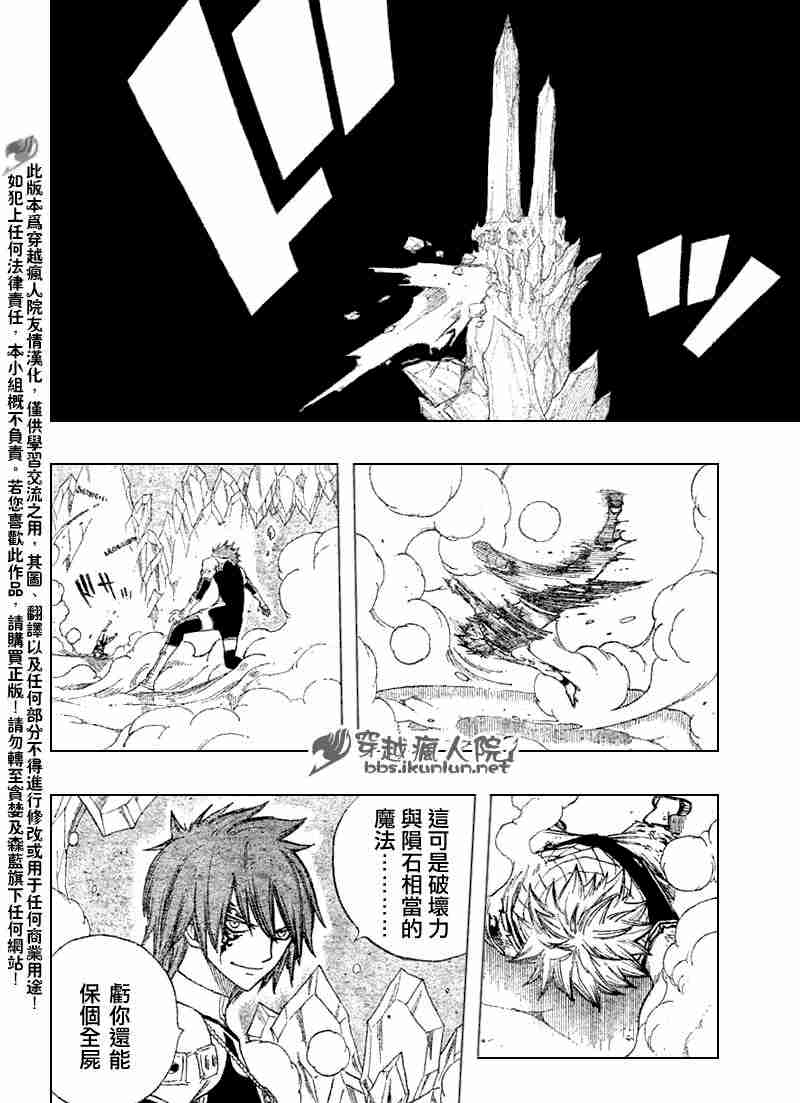 此版本爲穿越瘋人院友情漢化，僅供學習交流之用，其圖、翻譯以及任何部分不得進行修改或用于任何商業用途！
如犯上任何法律責任，本小組概不負責。若您喜歡此作品，請購買正版！請勿轉至貪婪及森藍旗下任何網站！
穿越瘋人院
bbs.ikunlun.net
這可是破壞力
與隕石相當的
魔法…………
虧你還能
保個全屍